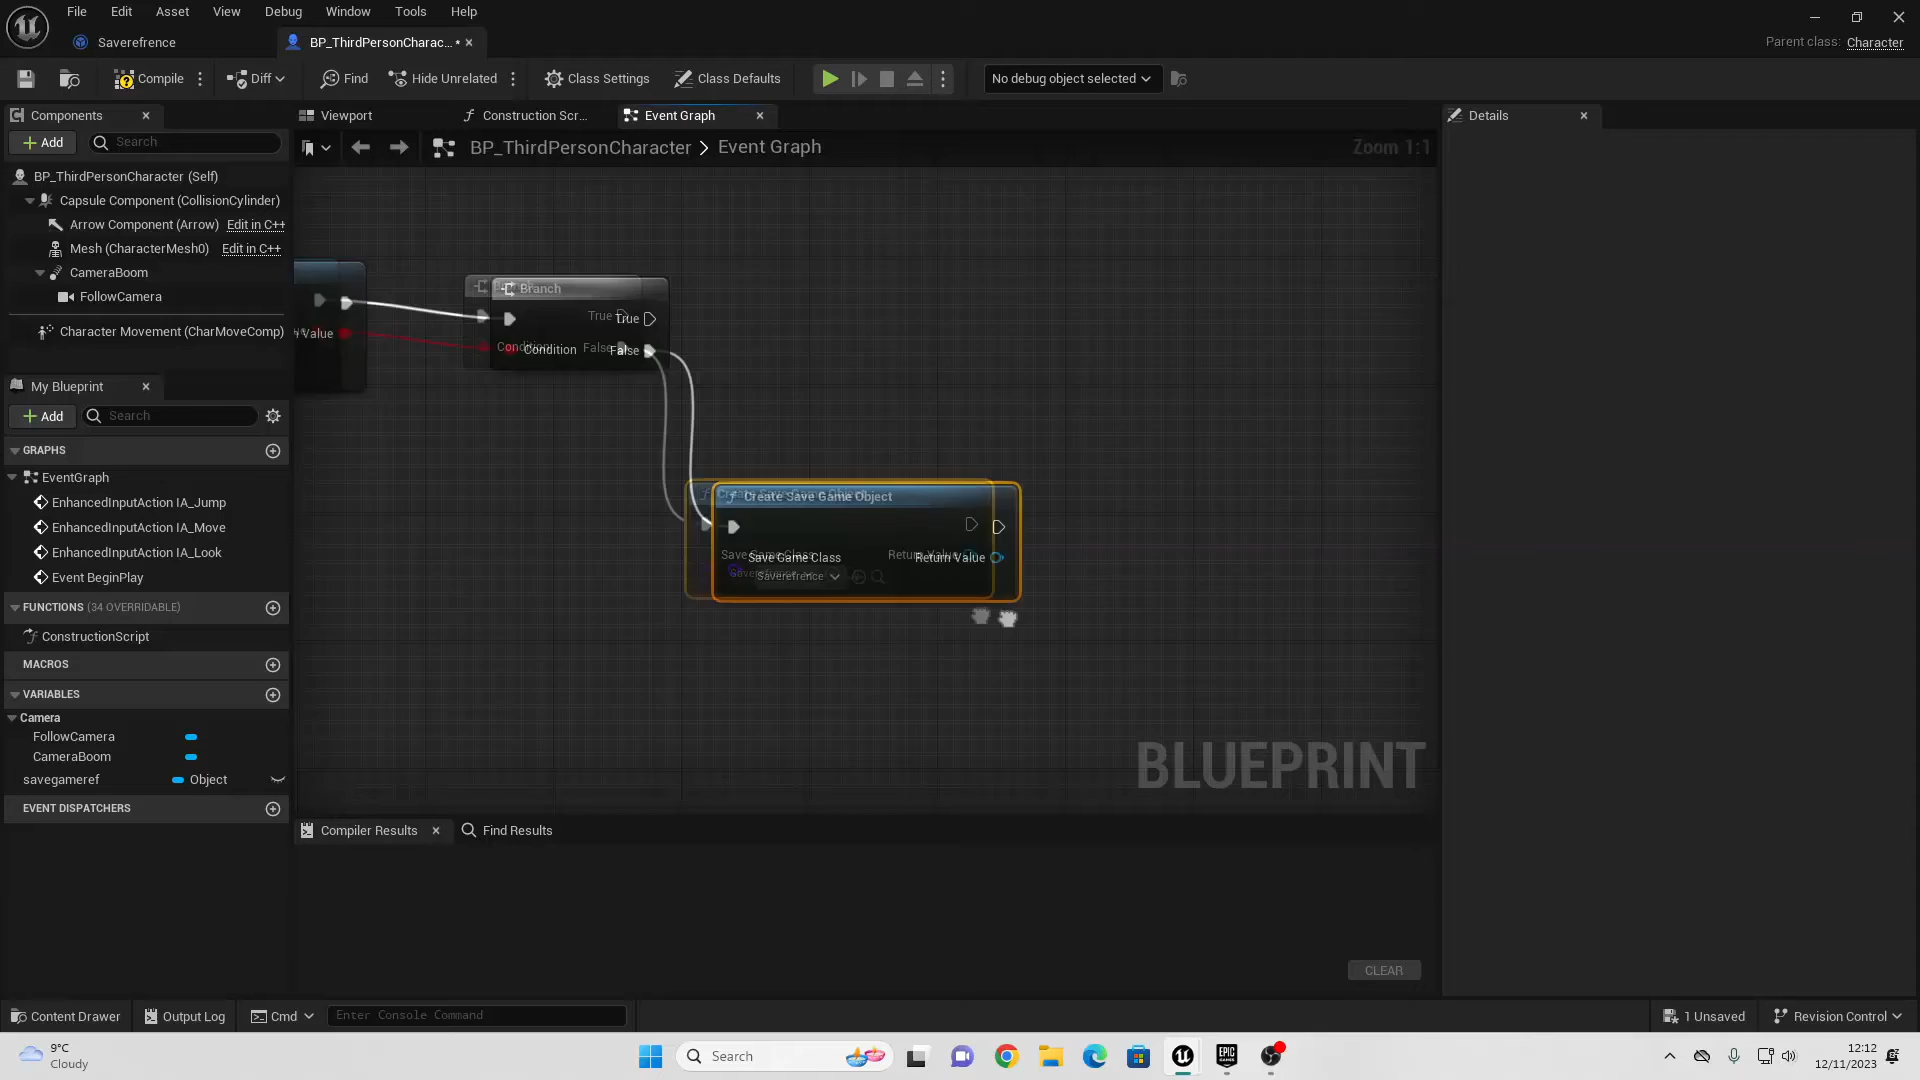 File Edit Asset View Debug Window Tools Help
Saverefrence
BP_ThirdPersonCharac... *
Parent class: Character
Compile
Diff
Find
Hide Unrelated
Class Settings
Class Defaults
No debug object selected
Components
Add
Search
BP_ThirdPersonCharacter (Self)
Capsule Component (CollisionCylinder)
Arrow Component (Arrow) Edit in C++
Mesh (CharacterMesh0) Edit in C++
CameraBoom
FollowCamera
Character Movement (CharMoveComp)
My Blueprint
Add
Search
GRAPHS
EventGraph
EnhancedInputAction IA_Jump
EnhancedInputAction IA_Move
EnhancedInputAction IA_Look
Event BeginPlay
FUNCTIONS (34 OVERRIDABLE)
ConstructionScript
MACROS
VARIABLES
Camera
FollowCamera
CameraBoom
savegameref Object
EVENT DISPATCHERS
Viewport
Construction Scr...
Event Graph
BP_ThirdPersonCharacter > Event Graph
Zoom 1:1
Value
Branch
True
Condition False
Create Save Game Object
Save Game Class Return Value
Saverefrence
BLUEPRINT
Compiler Results
Find Results
CLEAR
Details
Content Drawer
Output Log
Cmd
Enter Console Command
1 Unsaved
Revision Control
9°C
Cloudy
Search
EPIC
GAMES
12:12
12/11/2023